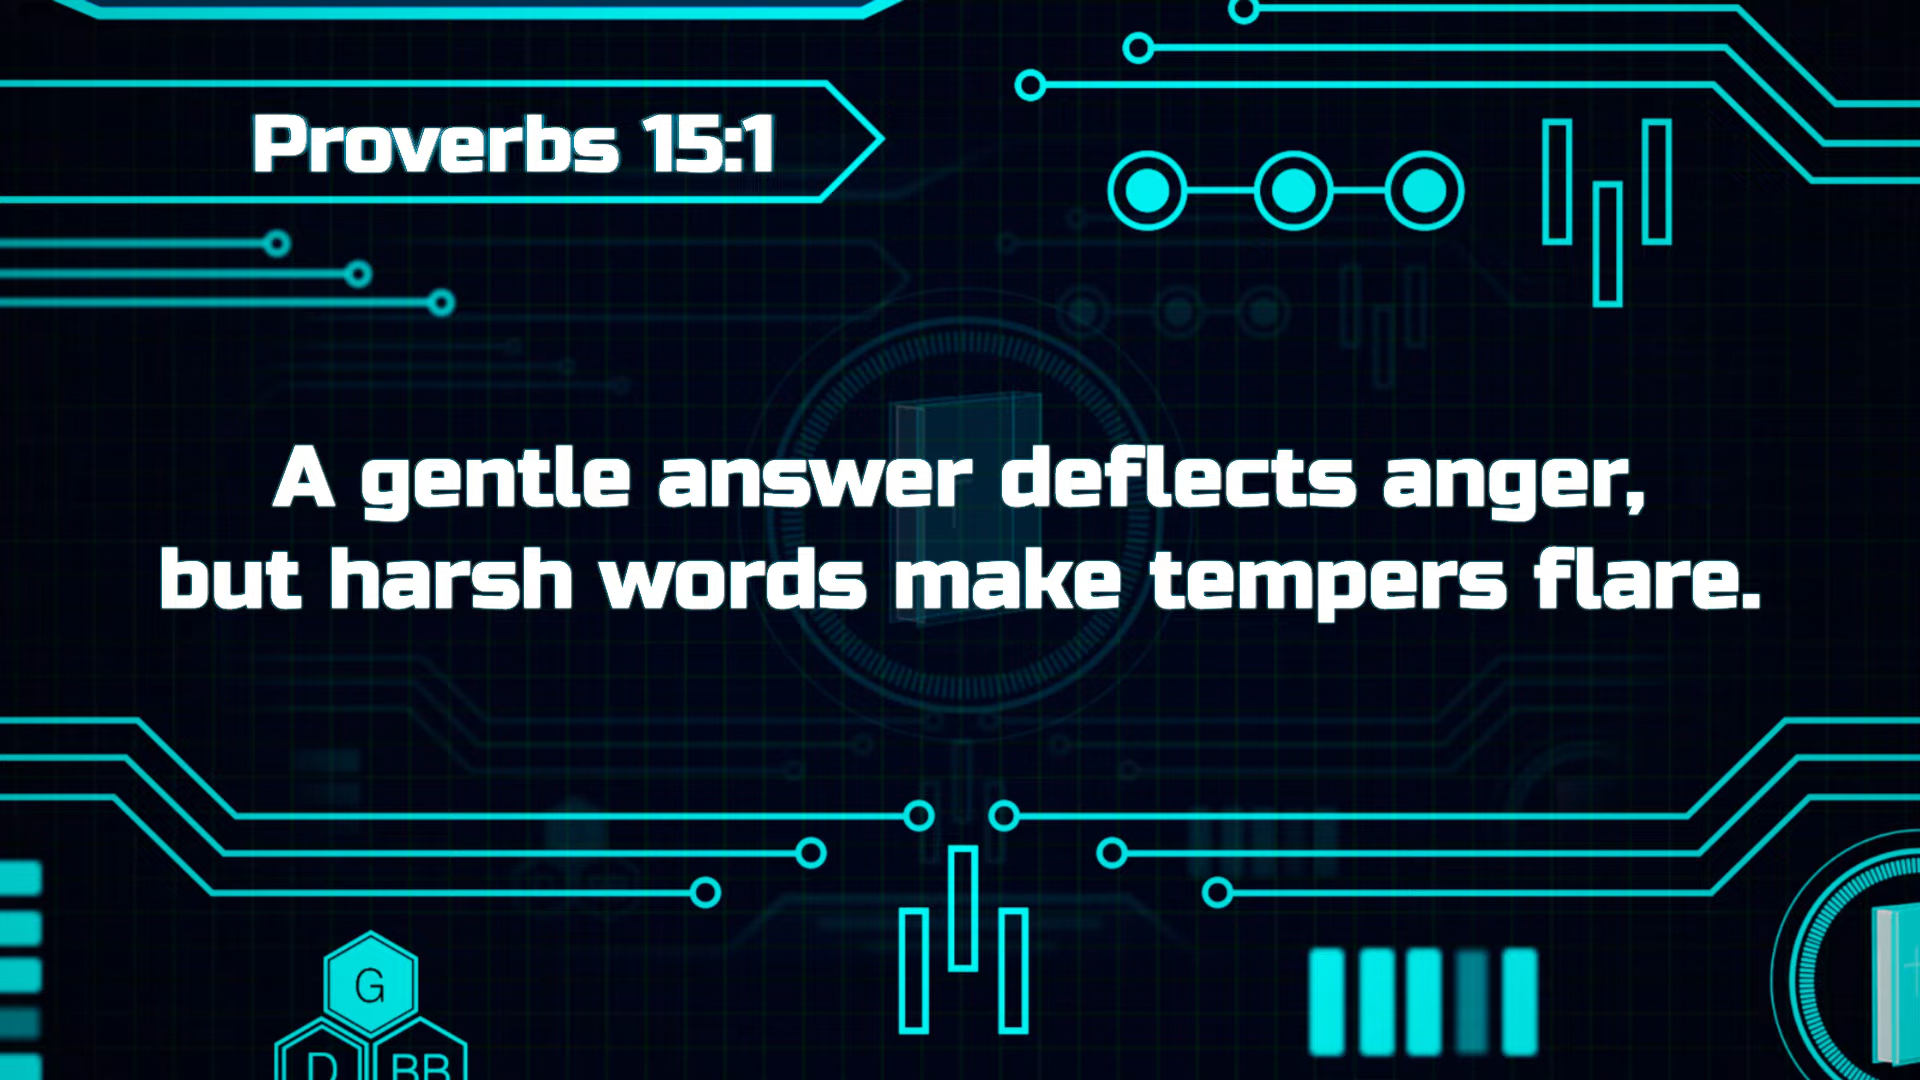 Proverbs 15:1
A gentle answer deflects anger,
but harsh words make tempers flare.
G
D BB